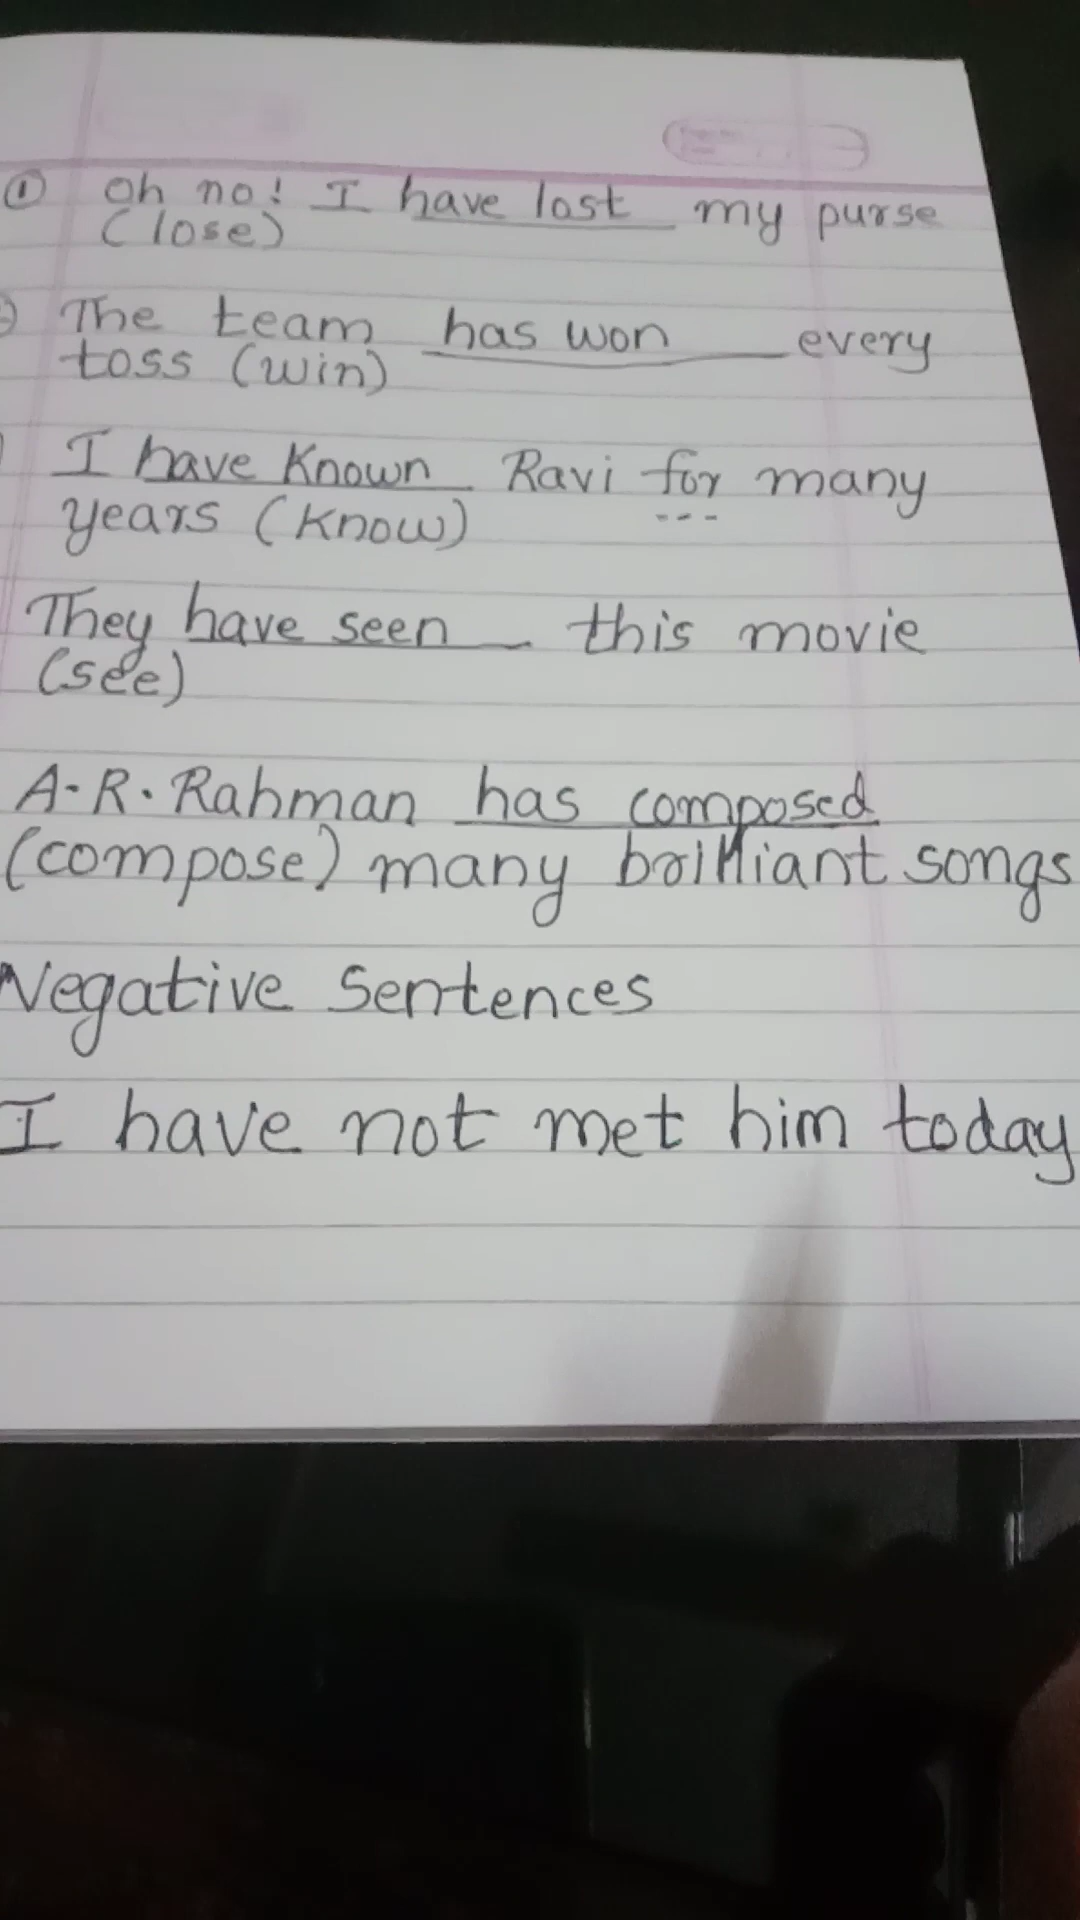 ① Oh no! I have lost my purse
(lose)
The team has won every
toss (win)
I have Known Ravi for many
years (Know)
They have seen this movie
(see)
A.R. Rahman has composed
(compose) many brilliant songs
Negative Sentences
I have not met him today